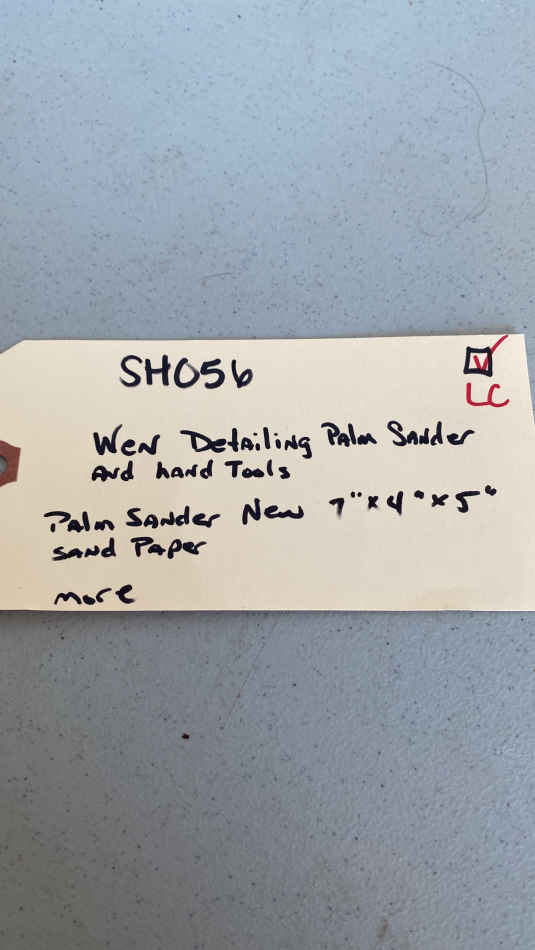 SH056
☑
LC
Wen Detailing Palm Sander
And hand Tools
Palm Sander New 7"x4"x5"
Sand Paper
more